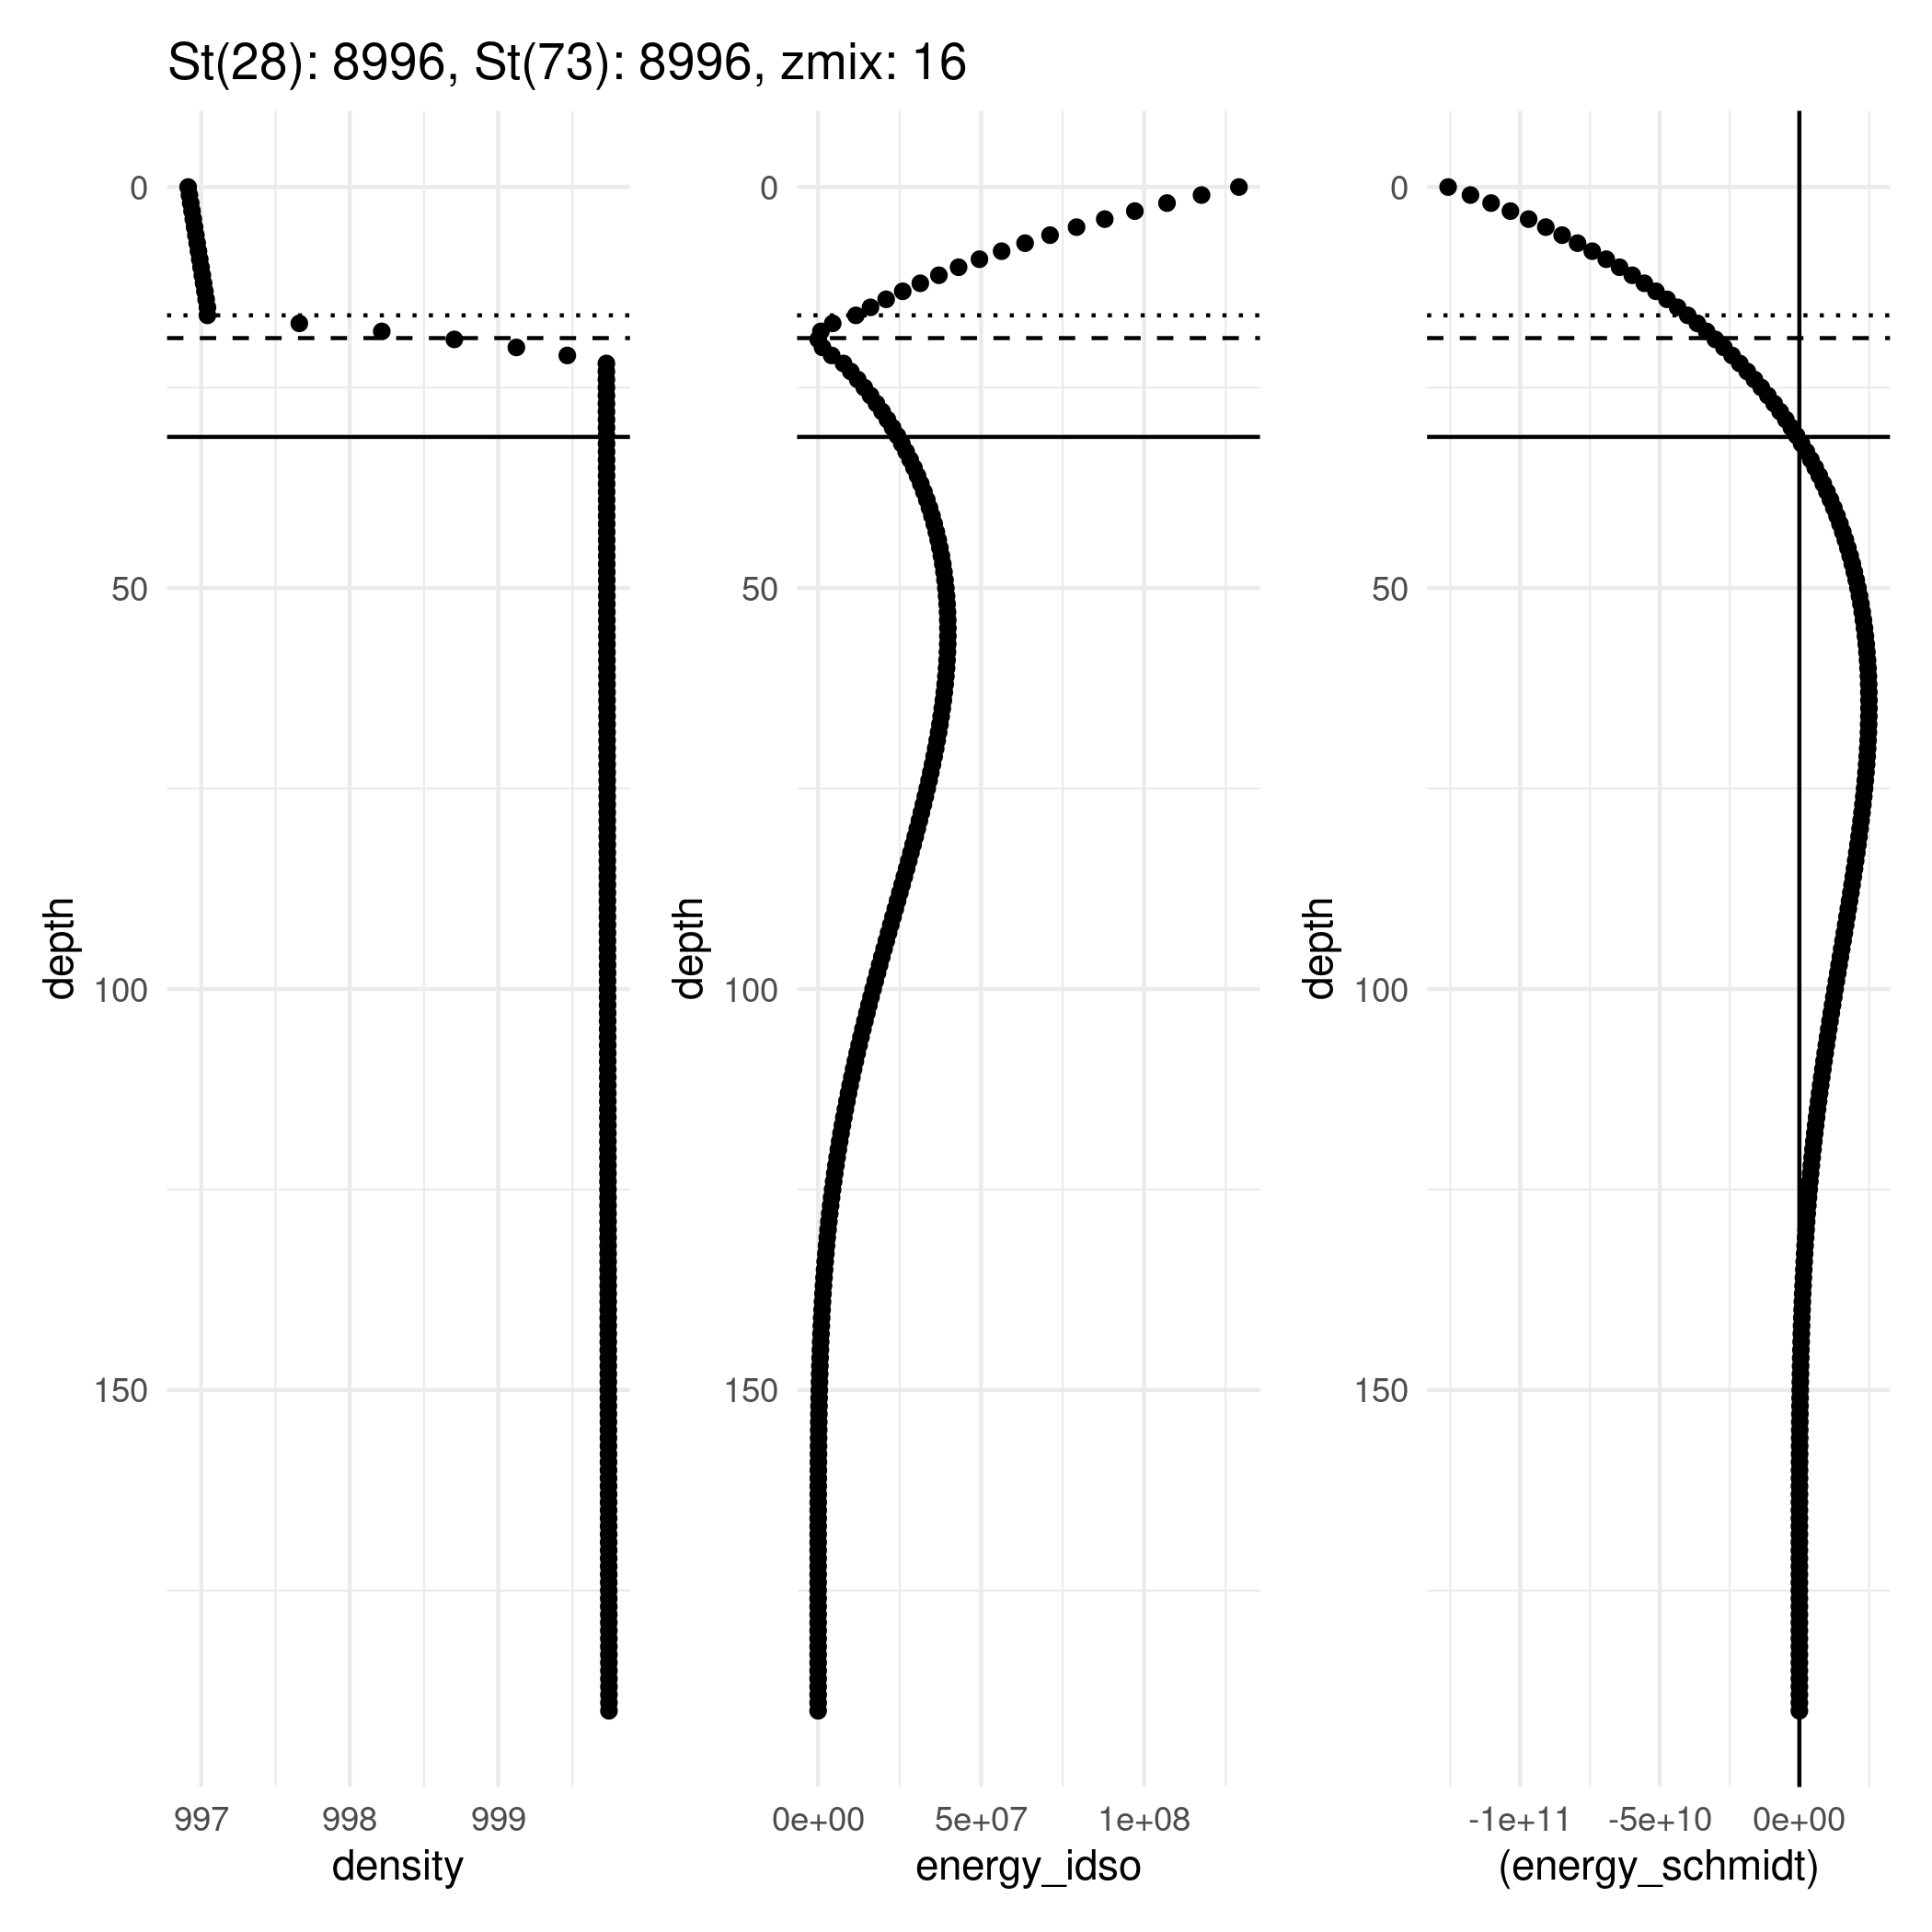 St(28): 8996, St(73): 8996, zmix: 16
0
50
100
150
depth
997 998 999
density
0
50
100
150
depth
0e+00 5e+07 1e+08
energy_idso
0
50
100
150
depth
-1e+11 -5e+10 0e+00
(energy_schmidt)